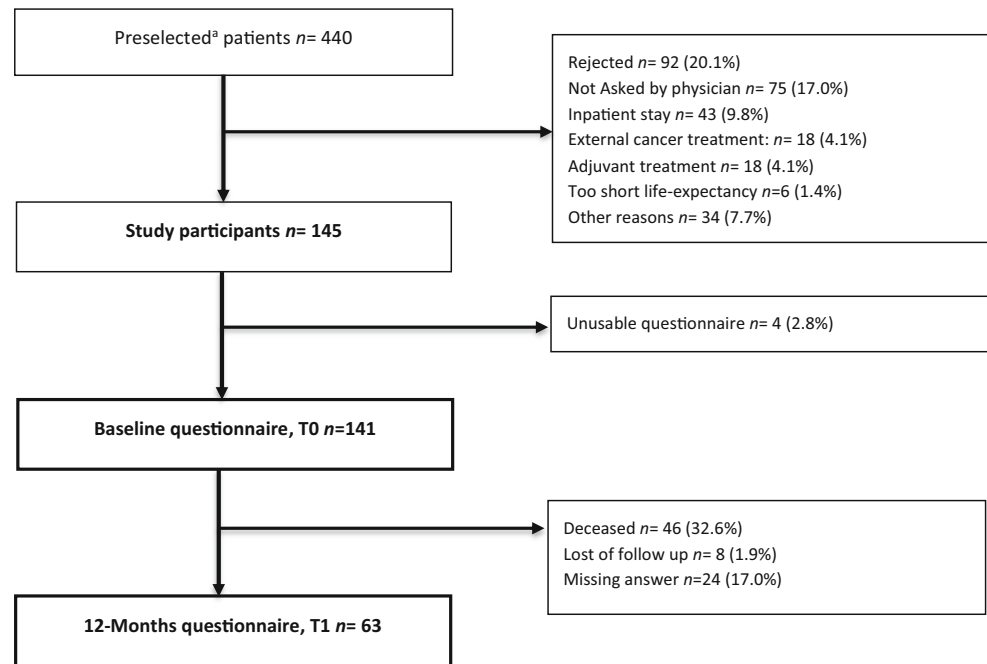 Preselectedᵃ patients n= 440
Rejected n= 92 (20.1%)
Not Asked by physician n= 75 (17.0%)
Inpatient stay n= 43 (9.8%)
External cancer treatment: n= 18 (4.1%)
Adjuvant treatment n= 18 (4.1%)
Too short life-expectancy n=6 (1.4%)
Other reasons n= 34 (7.7%)
Study participants n= 145
Unusable questionnaire n= 4 (2.8%)
Baseline questionnaire, T0 n=141
Deceased n= 46 (32.6%)
Lost of follow up n= 8 (1.9%)
Missing answer n=24 (17.0%)
12-Months questionnaire, T1 n= 63